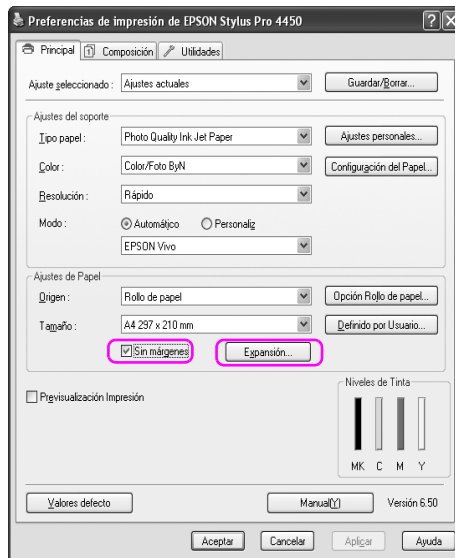 Preferencias de impresión de EPSON Stylus Pro 4450
Principal Composición Utilidades
Ajuste seleccionado : Ajustes actuales Guardar/Borrar...
Ajustes del soporte
Tipo papel : Photo Quality Ink Jet Paper Ajustes personales...
Color : Color/Foto ByN Configuración del Papel...
Resolución : Rápido
Modo : Automático Personaliz
EPSON Vivo
Ajustes de Papel
Origen : Rollo de papel Opción Rollo de papel...
Tamaño : A4 297 x 210 mm Definido por Usuario...
Sin márgenes Expansión...
Previsualización Impresión
Niveles de Tinta
MK C M Y
Valores defecto Manual(Y) Versión 6.50
Aceptar Cancelar Aplicar Ayuda